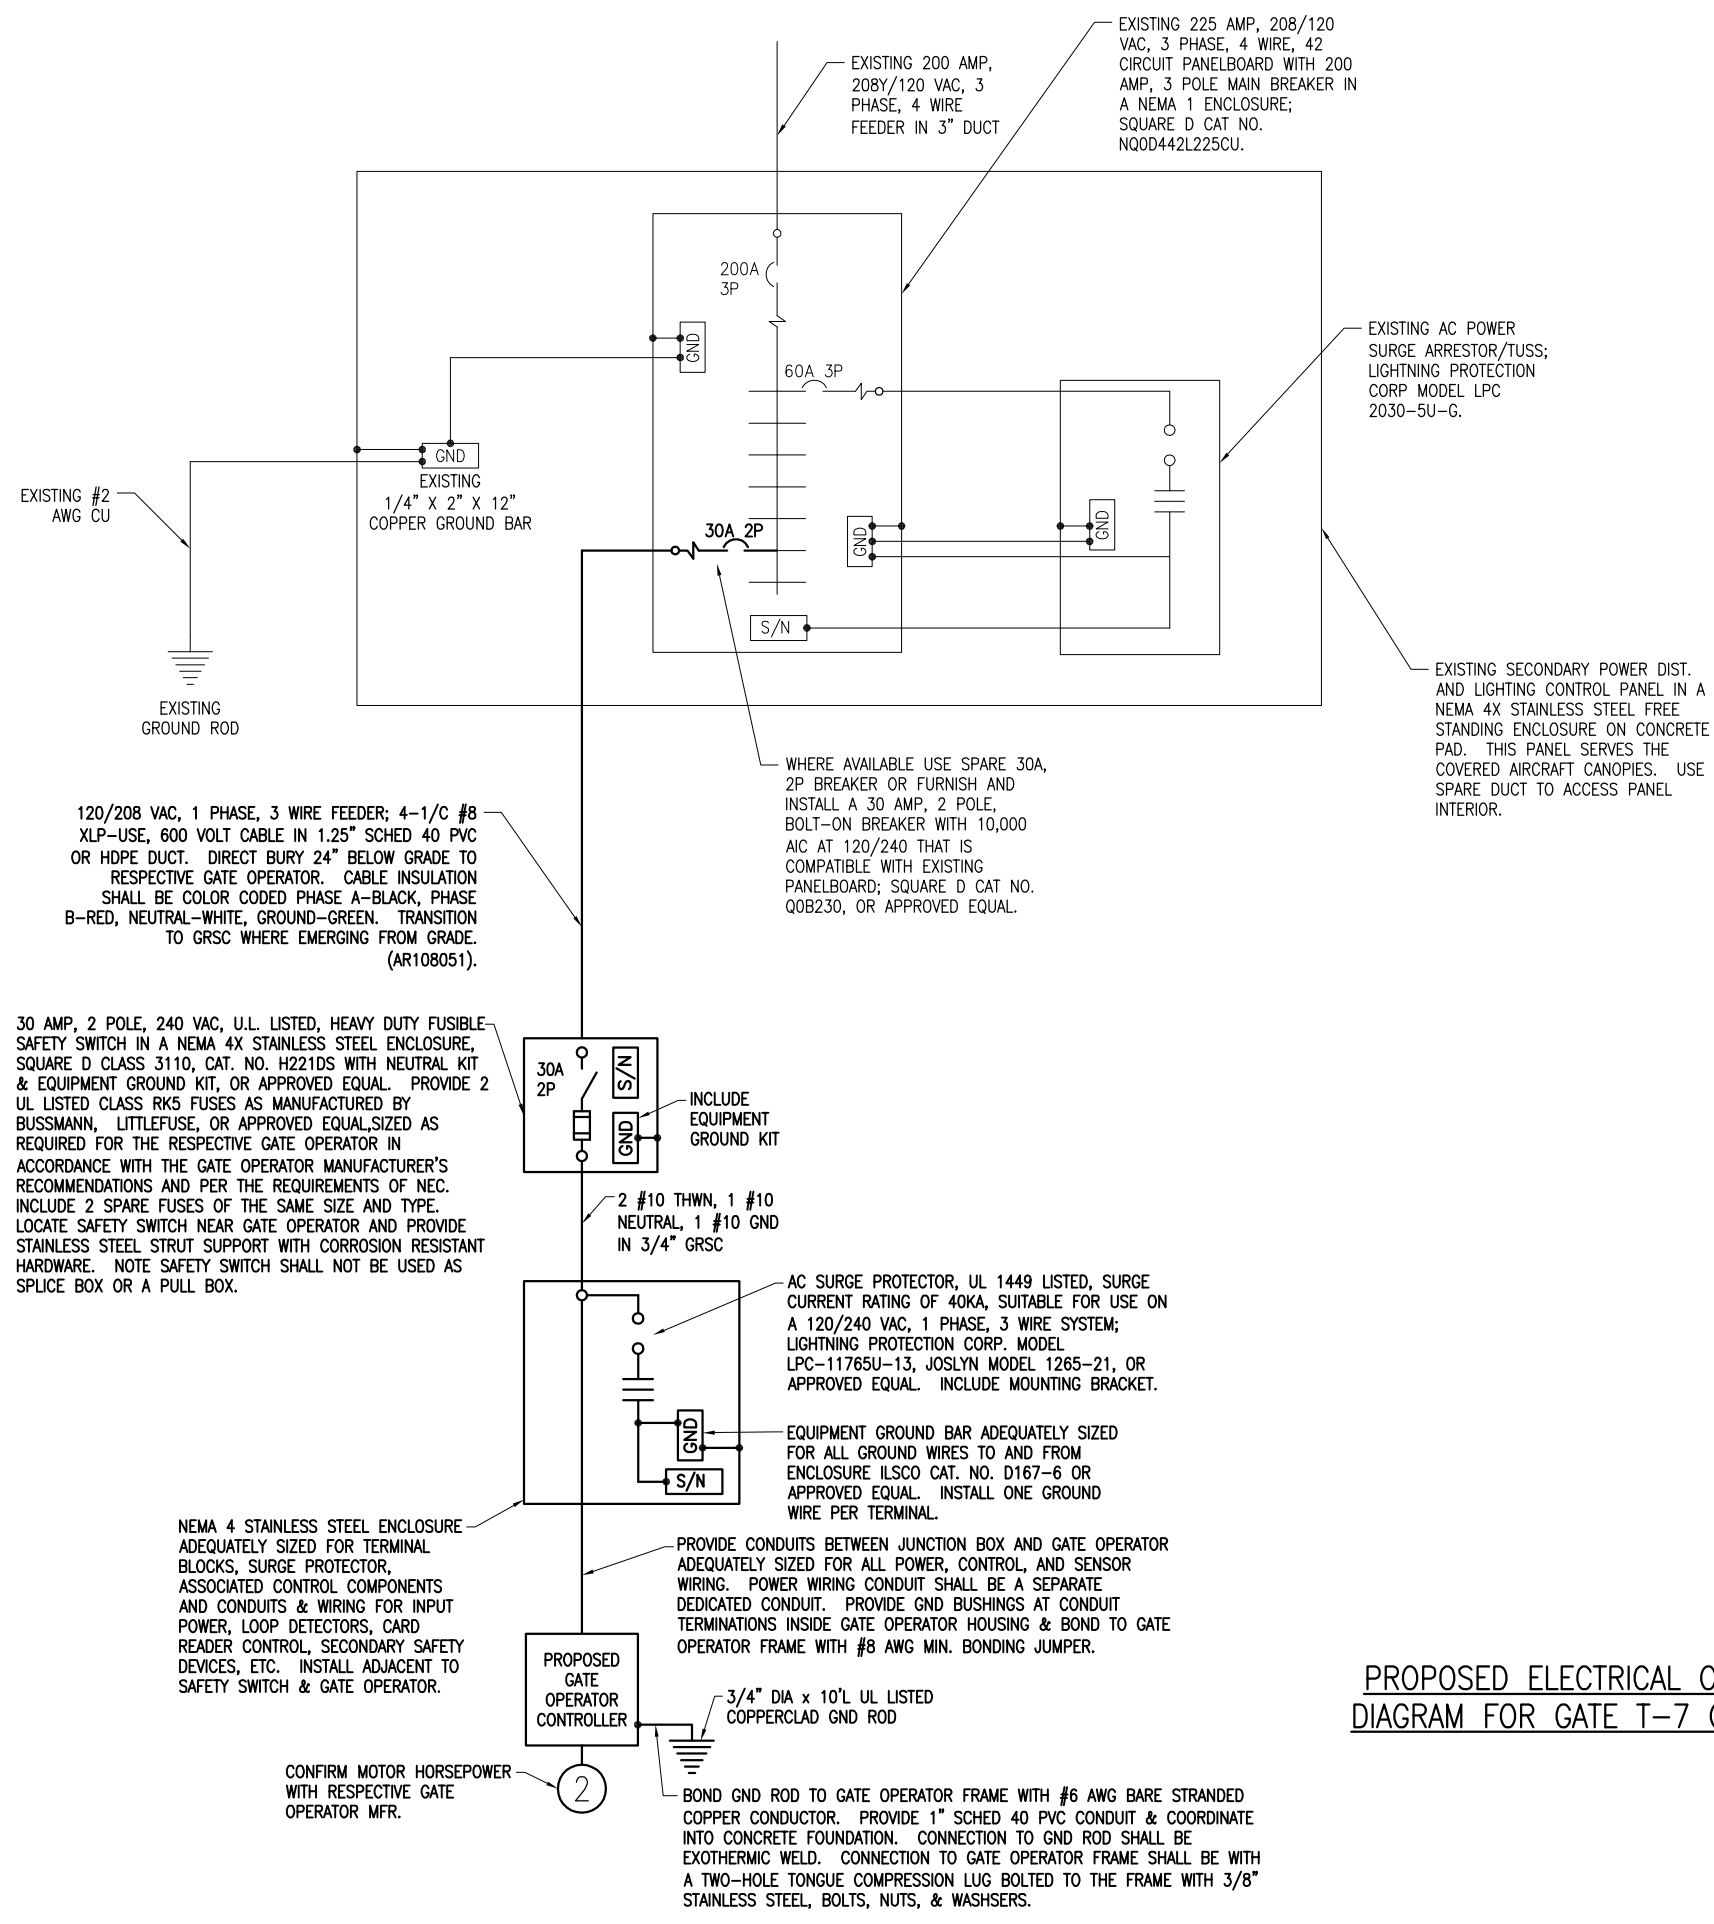 EXISTING 225 AMP, 208/120
VAC, 3 PHASE, 4 WIRE, 42
CIRCUIT PANELBOARD WITH 200
AMP, 3 POLE MAIN BREAKER IN
A NEMA 1 ENCLOSURE;
SQUARE D CAT NO.
NQOD442L225CU.
EXISTING 200 AMP,
208Y/120 VAC, 3
PHASE, 4 WIRE
FEEDER IN 3" DUCT
200A
3P
GND
60A 3P
EXISTING AC POWER
SURGE ARRESTOR/TUSS;
LIGHTNING PROTECTION
CORP MODEL LPC
2030-5U-G.
GND
EXISTING
1/4" X 2" X 12"
COPPER GROUND BAR
EXISTING #2
AWG CU
30A 2P
GND
GND
S/N
EXISTING
GROUND ROD
EXISTING SECONDARY POWER DIST.
AND LIGHTING CONTROL PANEL IN A
NEMA 4X STAINLESS STEEL FREE
STANDING ENCLOSURE ON CONCRETE
PAD. THIS PANEL SERVES THE
COVERED AIRCRAFT CANOPIES. USE
SPARE DUCT TO ACCESS PANEL
INTERIOR.
WHERE AVAILABLE USE SPARE 30A,
2P BREAKER OR FURNISH AND
INSTALL A 30 AMP, 2 POLE,
BOLT-ON BREAKER WITH 10,000
AIC AT 120/240 THAT IS
COMPATIBLE WITH EXISTING
PANELBOARD; SQUARE D CAT NO.
QOB230, OR APPROVED EQUAL.
120/208 VAC, 1 PHASE, 3 WIRE FEEDER; 4-1/C #8
XLP-USE, 600 VOLT CABLE IN 1.25" SCHED 40 PVC
OR HDPE DUCT. DIRECT BURY 24" BELOW GRADE TO
RESPECTIVE GATE OPERATOR. CABLE INSULATION
SHALL BE COLOR CODED PHASE A-BLACK, PHASE
B-RED, NEUTRAL-WHITE, GROUND-GREEN. TRANSITION
TO GRSC WHERE EMERGING FROM GRADE.
(AR108051).
30 AMP, 2 POLE, 240 VAC, U.L. LISTED, HEAVY DUTY FUSIBLE
SAFETY SWITCH IN A NEMA 4X STAINLESS STEEL ENCLOSURE,
SQUARE D CLASS 3110, CAT. NO. H221DS WITH NEUTRAL KIT
& EQUIPMENT GROUND KIT, OR APPROVED EQUAL. PROVIDE 2
UL LISTED CLASS RK5 FUSES AS MANUFACTURED BY
BUSSMANN, LITTLEFUSE, OR APPROVED EQUAL,SIZED AS
REQUIRED FOR THE RESPECTIVE GATE OPERATOR IN
ACCORDANCE WITH THE GATE OPERATOR MANUFACTURER'S
RECOMMENDATIONS AND PER THE REQUIREMENTS OF NEC.
INCLUDE 2 SPARE FUSES OF THE SAME SIZE AND TYPE.
LOCATE SAFETY SWITCH NEAR GATE OPERATOR AND PROVIDE
STAINLESS STEEL STRUT SUPPORT WITH CORROSION RESISTANT
HARDWARE. NOTE SAFETY SWITCH SHALL NOT BE USED AS
SPLICE BOX OR A PULL BOX.
30A
2P
S/N
GND
INCLUDE
EQUIPMENT
GROUND KIT
2 #10 THWN, 1 #10
NEUTRAL, 1 #10 GND
IN 3/4" GRSC
AC SURGE PROTECTOR, UL 1449 LISTED, SURGE
CURRENT RATING OF 40KA, SUITABLE FOR USE ON
A 120/240 VAC, 1 PHASE, 3 WIRE SYSTEM;
LIGHTNING PROTECTION CORP. MODEL
LPC-11765U-13, JOSLYN MODEL 1265-21, OR
APPROVED EQUAL. INCLUDE MOUNTING BRACKET.
GND
S/N
EQUIPMENT GROUND BAR ADEQUATELY SIZED
FOR ALL GROUND WIRES TO AND FROM
ENCLOSURE ILSCO CAT. NO. D167-6 OR
APPROVED EQUAL. INSTALL ONE GROUND
WIRE PER TERMINAL.
NEMA 4 STAINLESS STEEL ENCLOSURE
ADEQUATELY SIZED FOR TERMINAL
BLOCKS, SURGE PROTECTOR,
ASSOCIATED CONTROL COMPONENTS
AND CONDUITS & WIRING FOR INPUT
POWER, LOOP DETECTORS, CARD
READER CONTROL, SECONDARY SAFETY
DEVICES, ETC. INSTALL ADJACENT TO
SAFETY SWITCH & GATE OPERATOR.
PROVIDE CONDUITS BETWEEN JUNCTION BOX AND GATE OPERATOR
ADEQUATELY SIZED FOR ALL POWER, CONTROL, AND SENSOR
WIRING. POWER WIRING CONDUIT SHALL BE A SEPARATE
DEDICATED CONDUIT. PROVIDE GND BUSHINGS AT CONDUIT
TERMINATIONS INSIDE GATE OPERATOR HOUSING & BOND TO GATE
OPERATOR FRAME WITH #8 AWG MIN. BONDING JUMPER.
PROPOSED
GATE
OPERATOR
CONTROLLER
3/4" DIA x 10'L UL LISTED
COPPERCLAD GND ROD
CONFIRM MOTOR HORSEPOWER
WITH RESPECTIVE GATE
OPERATOR MFR.
2
BOND GND ROD TO GATE OPERATOR FRAME WITH #6 AWG BARE STRANDED
COPPER CONDUCTOR. PROVIDE 1" SCHED 40 PVC CONDUIT & COORDINATE
INTO CONCRETE FOUNDATION. CONNECTION TO GND ROD SHALL BE
EXOTHERMIC WELD. CONNECTION TO GATE OPERATOR FRAME SHALL BE WITH
A TWO-HOLE TONGUE COMPRESSION LUG BOLTED TO THE FRAME WITH 3/8"
STAINLESS STEEL, BOLTS, NUTS, & WASHSERS.
PROPOSED ELECTRICAL
DIAGRAM FOR GATE T-7